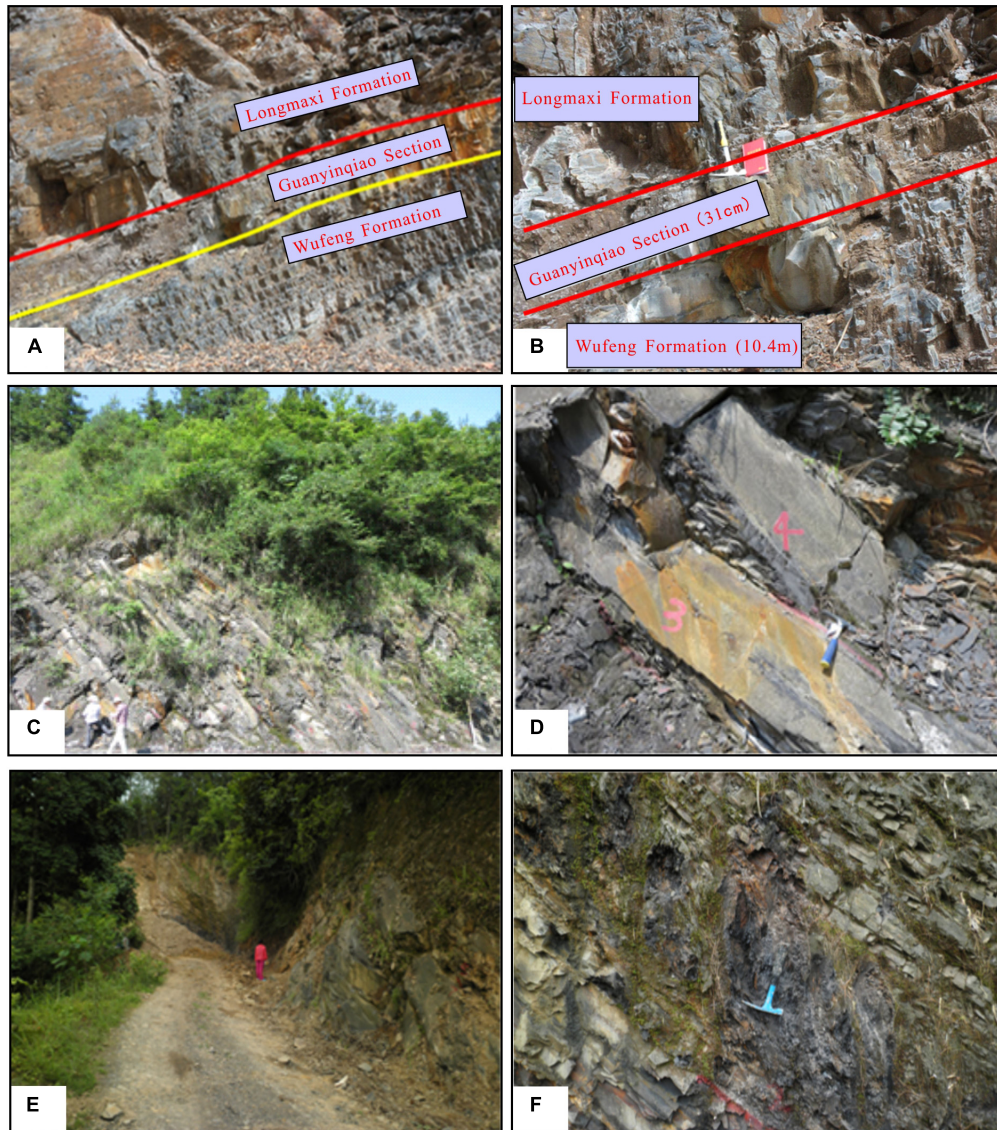 Longmaxi Formation
Guanyinqiao Section
Wufeng Formation
A
Longmaxi Formation
Guanyinqiao Section (31cm)
Wufeng Formation (10.4m)
B
C
4
3
D
E
F